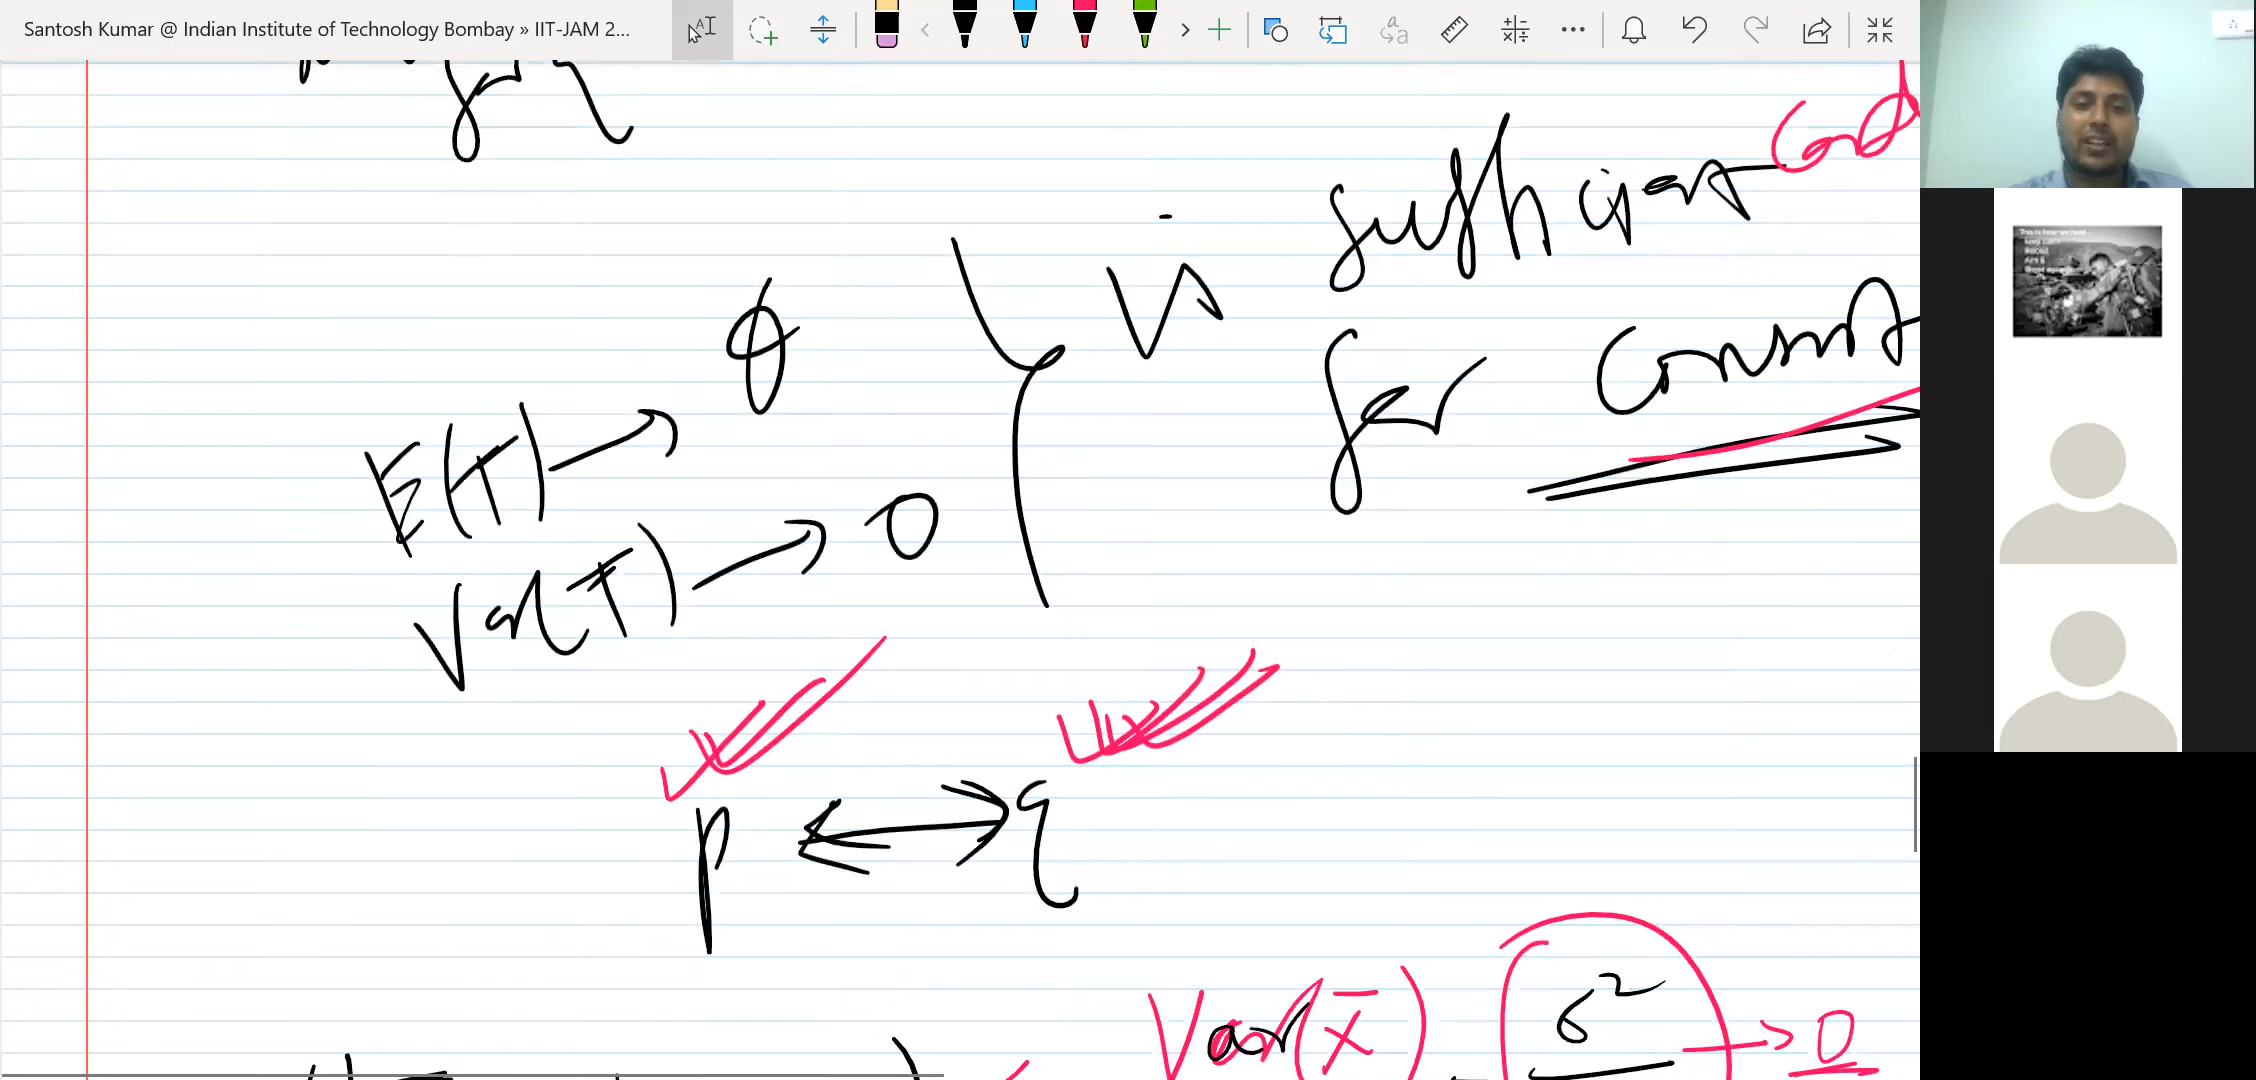 Santosh Kumar @ Indian Institute of Technology Bombay » IIT-JAM 2...
for q
is sufficient Cond
for Consist
E(T) → θ
Var(T) → 0
p ↔ q
Var(X̄) σ² → 0